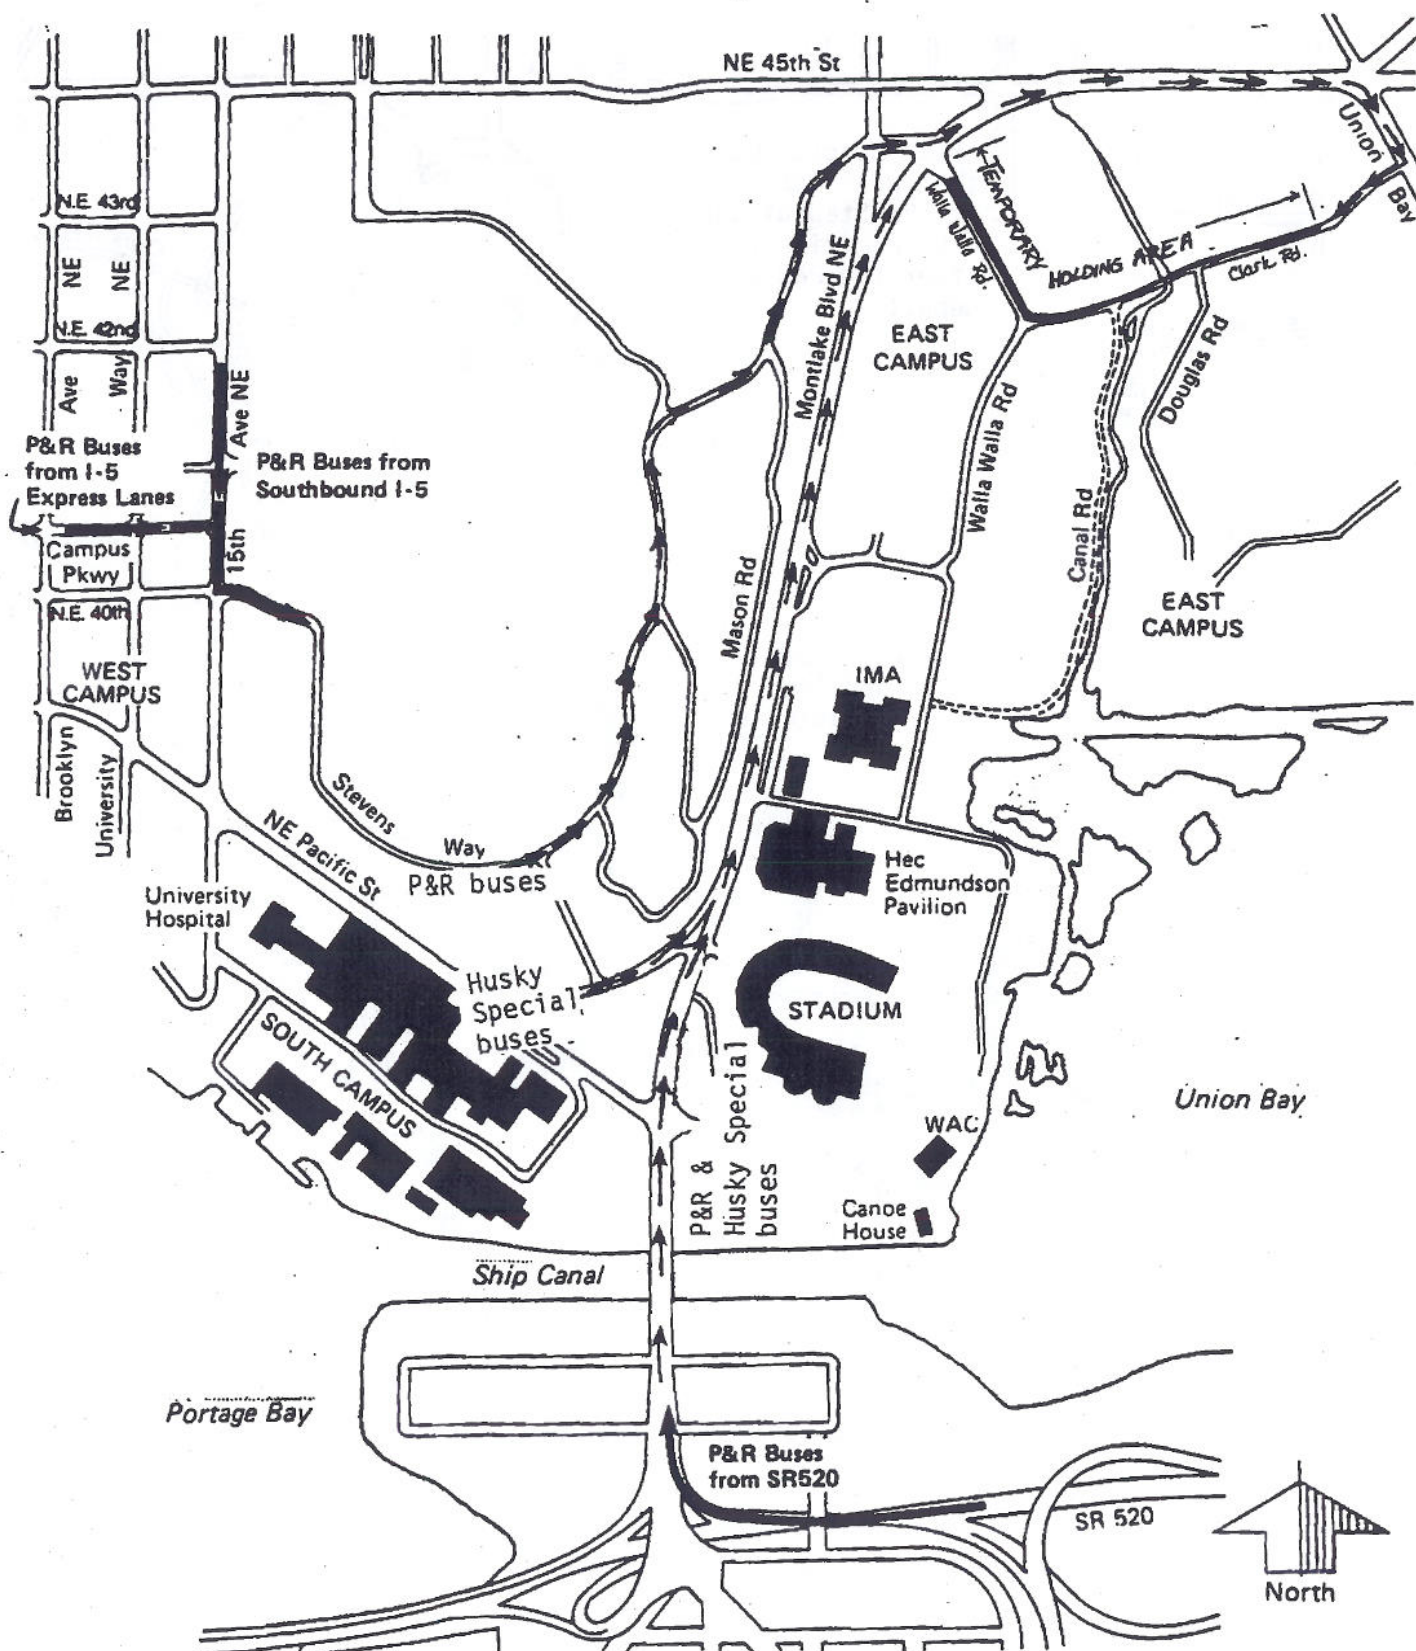 NE 45th St
Union
Bay
TEMPORARY
HOLDING AREA
Walla Walla Rd.
Clark Rd.
N.E. 43rd
NE
NE
N.E. 42nd
Ave
Way
Ave NE
15th
Montlake Blvd NE
EAST
CAMPUS
Douglas Rd
Walla Walla Rd
Canal Rd
P&R Buses
from I-5
Express Lanes
P&R Buses from
Southbound I-5
Campus
Pkwy
N.E. 40th
Mason Rd
EAST
CAMPUS
WEST
CAMPUS
IMA
Brooklyn
University
Stevens
Way
P&R buses
NE Pacific St
Hec
Edmundson
Pavilion
University
Hospital
Husky
Special
buses
STADIUM
SOUTH CAMPUS
P&R &
Husky Special
buses
Union Bay
WAC
Canoe
House
Ship Canal
Portage Bay
P&R Buses
from SR520
SR 520
North